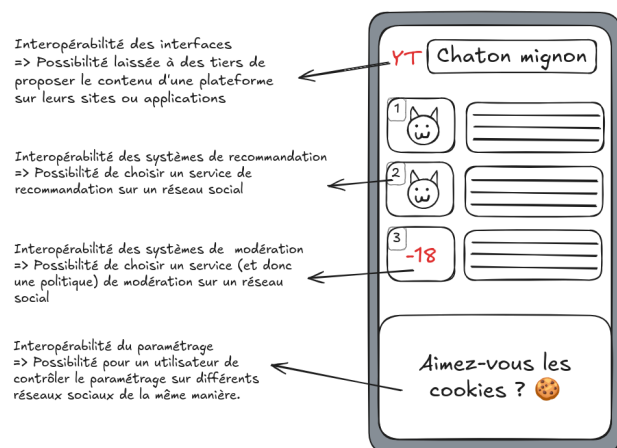 Interopérabilité des interfaces
=> Possibilité laissée à des tiers de
proposer le contenu d'une plateforme
sur leurs sites ou applications
Interopérabilité des systèmes de recommandation
=> Possibilité de choisir un service de
recommandation sur un réseau social
Interopérabilité des systèmes de modération
=> Possibilité de choisir un service (et donc
une politique) de modération sur un réseau
social
Interopérabilité du paramétrage
=> Possibilité pour un utilisateur de
contrôler le paramétrage sur différents
réseaux sociaux de la même manière.
YT Chaton mignon
1
2
3
-18
Aimez-vous les
cookies ? 🍪